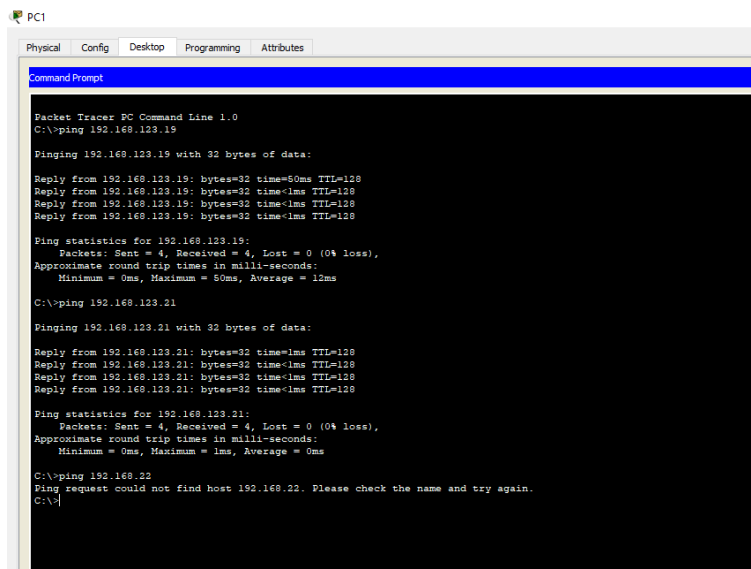 PC1
Physical Config Desktop Programming Attributes
Command Prompt
Packet Tracer PC Command Line 1.0
C:\>ping 192.168.123.19
Pinging 192.168.123.19 with 32 bytes of data:
Reply from 192.168.123.19: bytes=32 time=50ms TTL=128
Reply from 192.168.123.19: bytes=32 time<1ms TTL=128
Reply from 192.168.123.19: bytes=32 time<1ms TTL=128
Reply from 192.168.123.19: bytes=32 time<1ms TTL=128
Ping statistics for 192.168.123.19:
Packets: Sent = 4, Received = 4, Lost = 0 (0% loss),
Approximate round trip times in milli-seconds:
Minimum = 0ms, Maximum = 50ms, Average = 12ms
C:\>ping 192.168.123.21
Pinging 192.168.123.21 with 32 bytes of data:
Reply from 192.168.123.21: bytes=32 time=1ms TTL=128
Reply from 192.168.123.21: bytes=32 time<1ms TTL=128
Reply from 192.168.123.21: bytes=32 time<1ms TTL=128
Reply from 192.168.123.21: bytes=32 time<1ms TTL=128
Ping statistics for 192.168.123.21:
Packets: Sent = 4, Received = 4, Lost = 0 (0% loss),
Approximate round trip times in milli-seconds:
Minimum = 0ms, Maximum = 1ms, Average = 0ms
C:\>ping 192.168.22
Ping request could not find host 192.168.22. Please check the name and try again.
C:\>